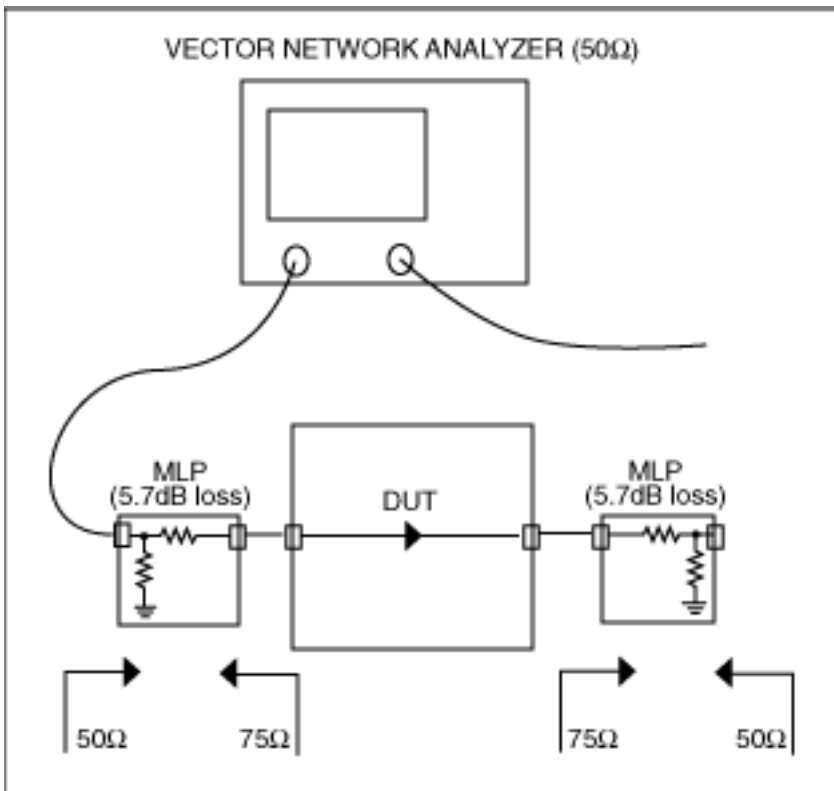 VECTOR NETWORK ANALYZER (50Ω)
MLP
(5.7dB loss)
DUT
MLP
(5.7dB loss)
50Ω
75Ω
75Ω
50Ω